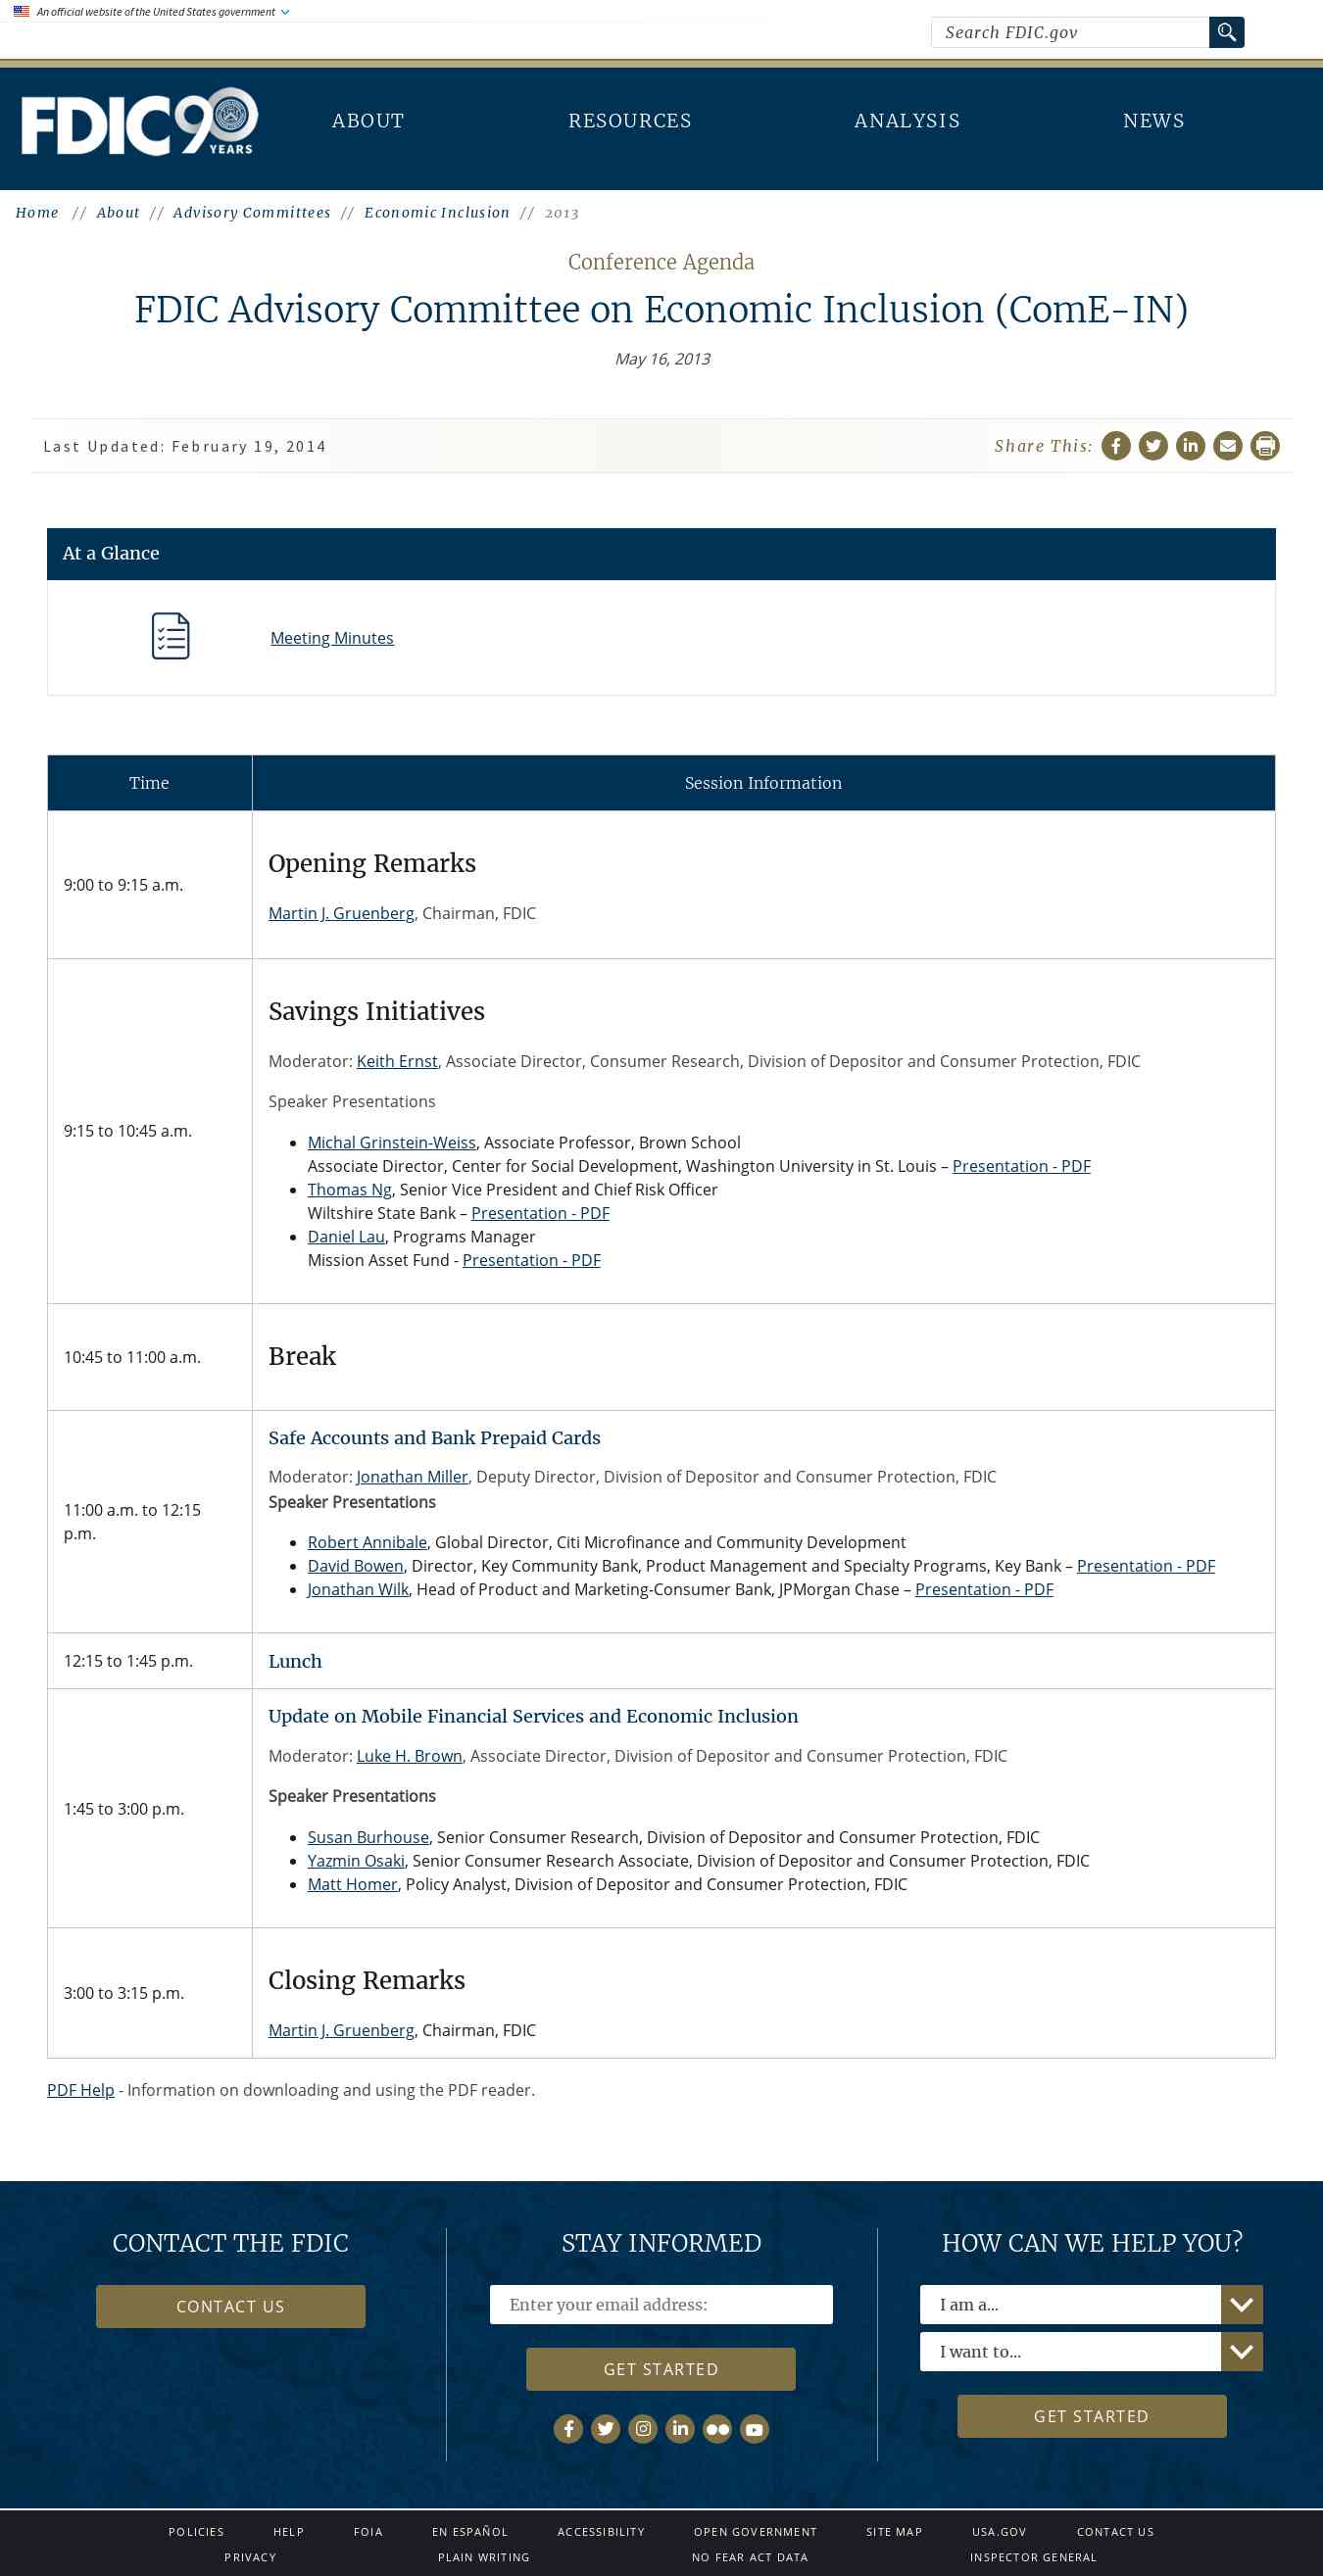 An official website of the United States government
Search FDIC.gov
FDIC 90 YEARS
ABOUT
RESOURCES
ANALYSIS
NEWS
Home // About // Advisory Committees // Economic Inclusion // 2013
Conference Agenda
FDIC Advisory Committee on Economic Inclusion (ComE-IN)
May 16, 2013
Last Updated: February 19, 2014
Share This:
At a Glance
Meeting Minutes
Time
Session Information
9:00 to 9:15 a.m.
Opening Remarks
Martin J. Gruenberg, Chairman, FDIC
9:15 to 10:45 a.m.
Savings Initiatives
Moderator: Keith Ernst, Associate Director, Consumer Research, Division of Depositor and Consumer Protection, FDIC
Speaker Presentations
Michal Grinstein-Weiss, Associate Professor, Brown School
Associate Director, Center for Social Development, Washington University in St. Louis – Presentation - PDF
Thomas Ng, Senior Vice President and Chief Risk Officer
Wiltshire State Bank – Presentation - PDF
Daniel Lau, Programs Manager
Mission Asset Fund - Presentation - PDF
10:45 to 11:00 a.m.
Break
11:00 a.m. to 12:15
p.m.
Safe Accounts and Bank Prepaid Cards
Moderator: Jonathan Miller, Deputy Director, Division of Depositor and Consumer Protection, FDIC
Speaker Presentations
Robert Annibale, Global Director, Citi Microfinance and Community Development
David Bowen, Director, Key Community Bank, Product Management and Specialty Programs, Key Bank – Presentation - PDF
Jonathan Wilk, Head of Product and Marketing-Consumer Bank, JPMorgan Chase – Presentation - PDF
12:15 to 1:45 p.m.
Lunch
1:45 to 3:00 p.m.
Update on Mobile Financial Services and Economic Inclusion
Moderator: Luke H. Brown, Associate Director, Division of Depositor and Consumer Protection, FDIC
Speaker Presentations
Susan Burhouse, Senior Consumer Research, Division of Depositor and Consumer Protection, FDIC
Yazmin Osaki, Senior Consumer Research Associate, Division of Depositor and Consumer Protection, FDIC
Matt Homer, Policy Analyst, Division of Depositor and Consumer Protection, FDIC
3:00 to 3:15 p.m.
Closing Remarks
Martin J. Gruenberg, Chairman, FDIC
PDF Help - Information on downloading and using the PDF reader.
CONTACT THE FDIC
CONTACT US
STAY INFORMED
Enter your email address:
GET STARTED
HOW CAN WE HELP YOU?
I am a...
I want to...
GET STARTED
POLICIES HELP FOIA EN ESPAÑOL ACCESSIBILITY OPEN GOVERNMENT SITE MAP USA.GOV CONTACT US
PRIVACY PLAIN WRITING NO FEAR ACT DATA INSPECTOR GENERAL